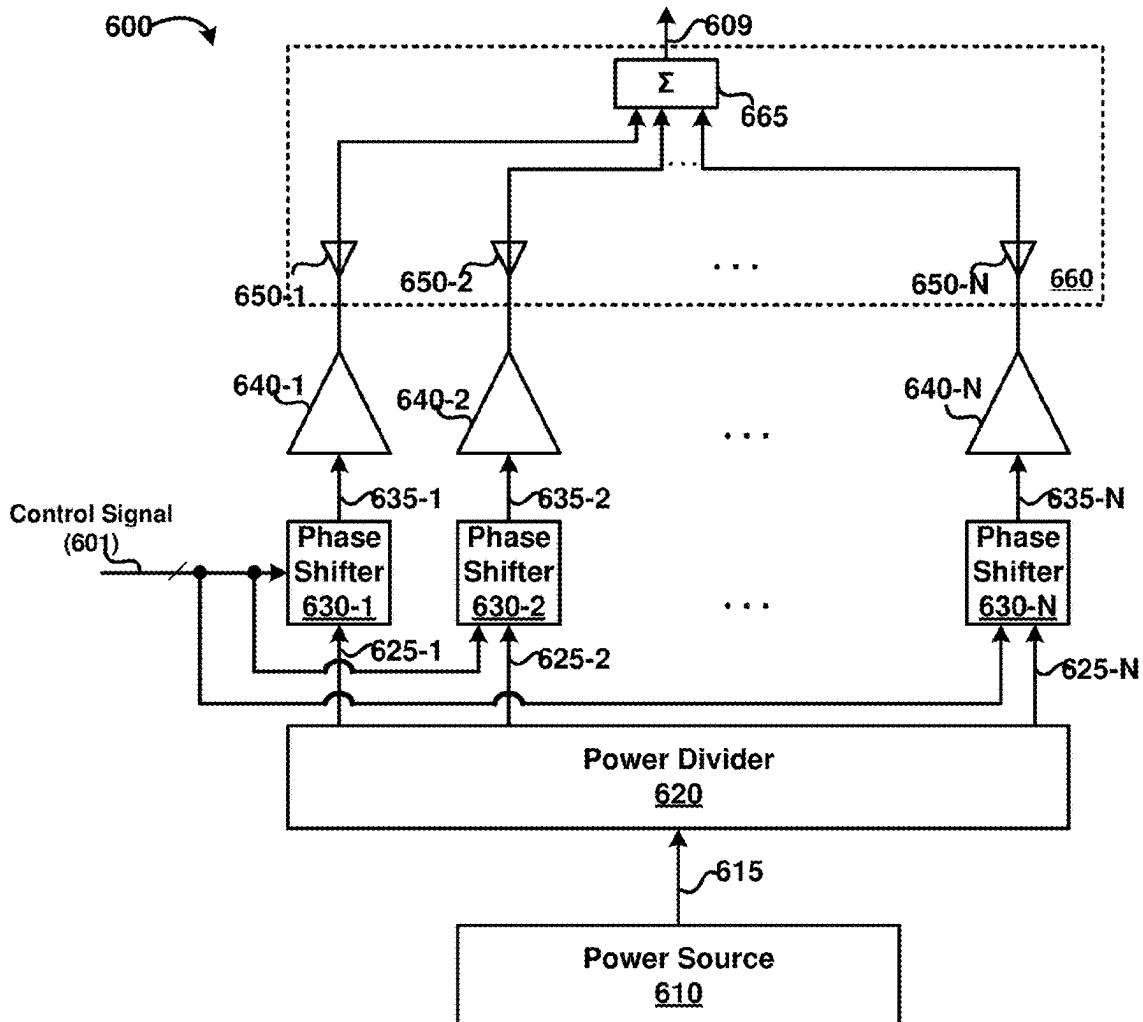 600
609
Σ
665
650-1
650-2
. . .
650-N
660
640-1
640-2
. . .
640-N
635-1
635-2
635-N
Control Signal
(601)
Phase
Shifter
630-1
Phase
Shifter
630-2
. . .
Phase
Shifter
630-N
625-1
625-2
625-N
Power Divider
620
615
Power Source
610